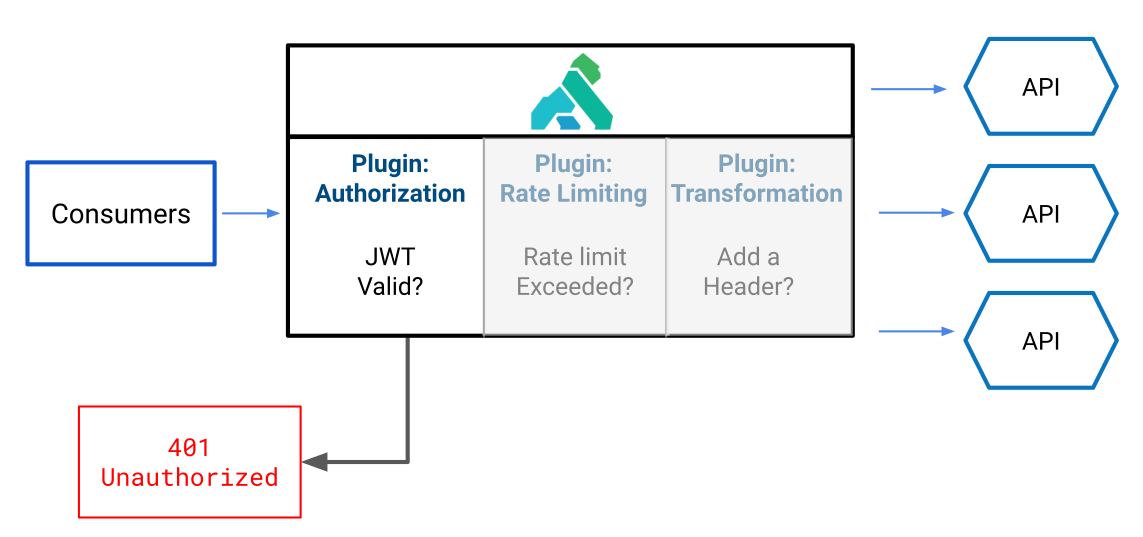 Consumers
Plugin:
Authorization
JWT
Valid?
Plugin:
Rate Limiting
Rate limit
Exceeded?
Plugin:
Transformation
Add a
Header?
API
API
API
401
Unauthorized